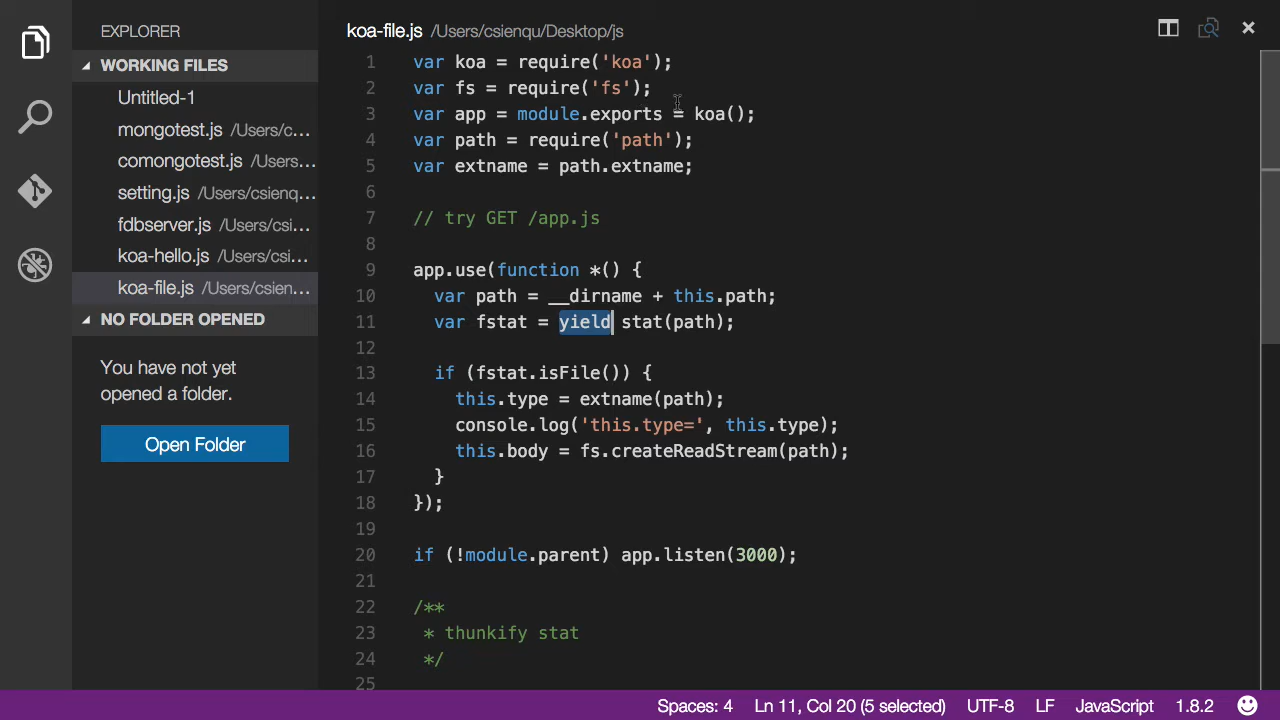 EXPLORER
WORKING FILES
Untitled-1
mongotest.js /Users/c...
comongotest.js /Users...
setting.js /Users/csienq...
fdbserver.js /Users/csi...
koa-hello.js /Users/csi...
koa-file.js /Users/csien...
NO FOLDER OPENED
You have not yet
opened a folder.
Open Folder
koa-file.js /Users/csienqu/Desktop/js
1 var koa = require('koa');
2 var fs = require('fs');
3 var app = module.exports = koa();
4 var path = require('path');
5 var extname = path.extname;
6
7 // try GET /app.js
8
9 app.use(function *() {
10   var path = __dirname + this.path;
11   var fstat = yield stat(path);
12
13   if (fstat.isFile()) {
14     this.type = extname(path);
15     console.log('this.type=', this.type);
16     this.body = fs.createReadStream(path);
17   }
18 });
19
20 if (!module.parent) app.listen(3000);
21
22 /**
23  * thunkify stat
24  */
25
Spaces: 4 Ln 11, Col 20 (5 selected) UTF-8 LF JavaScript 1.8.2